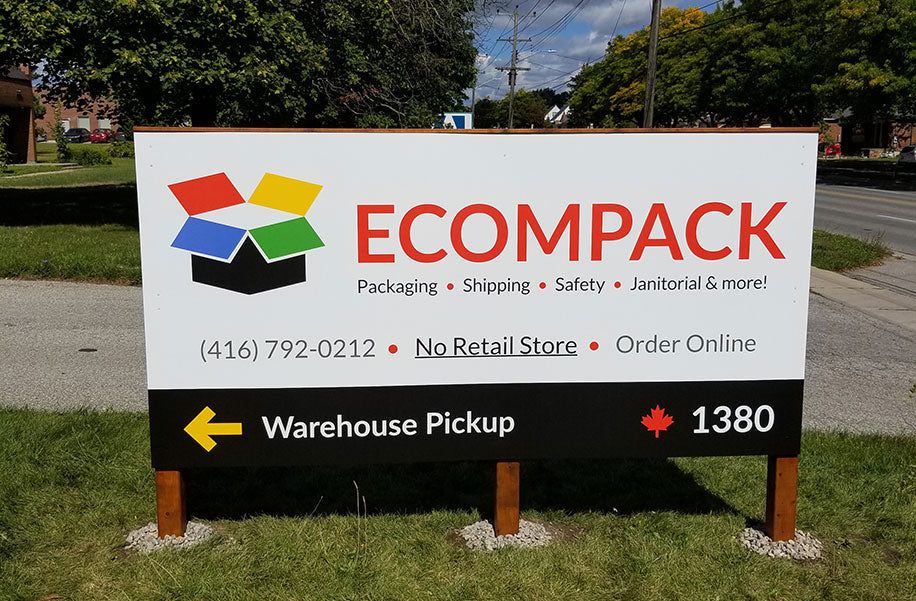 ECOMPACK
Packaging • Shipping • Safety • Janitorial & more!
(416) 792-0212 • No Retail Store • Order Online
Warehouse Pickup 1380